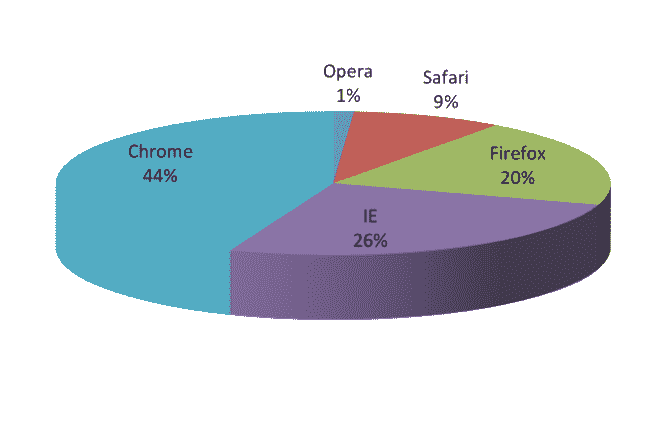 Opera
1%
Safari
9%
Chrome
44%
Firefox
20%
IE
26%